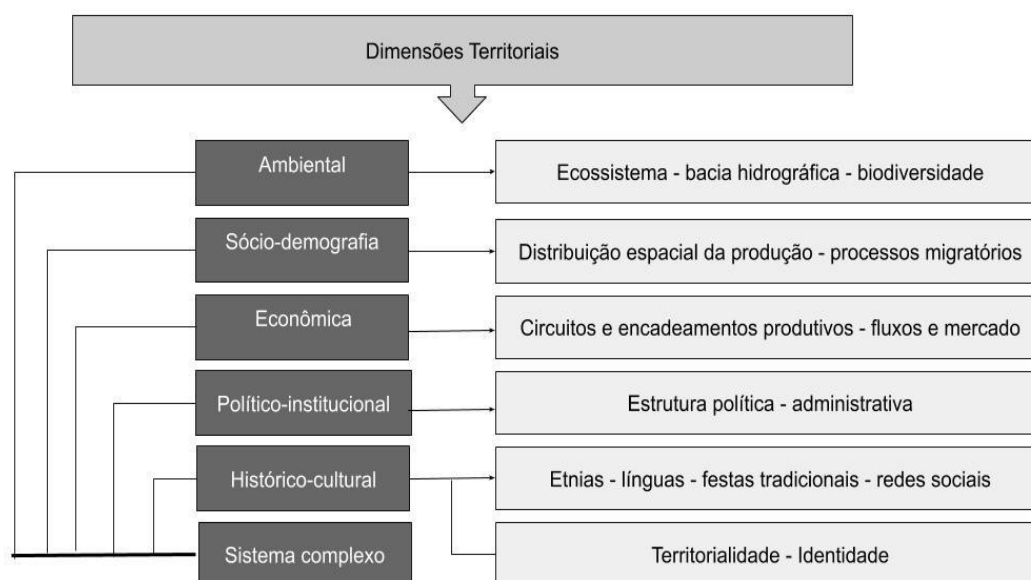 Dimensões Territoriais
Ambiental
Ecossistema - bacia hidrográfica - biodiversidade
Sócio-demografia
Distribuição espacial da produção - processos migratórios
Econômica
Circuitos e encadeamentos produtivos - fluxos e mercado
Político-institucional
Estrutura política - administrativa
Histórico-cultural
Etnias - línguas - festas tradicionais - redes sociais
Sistema complexo
Territorialidade - Identidade